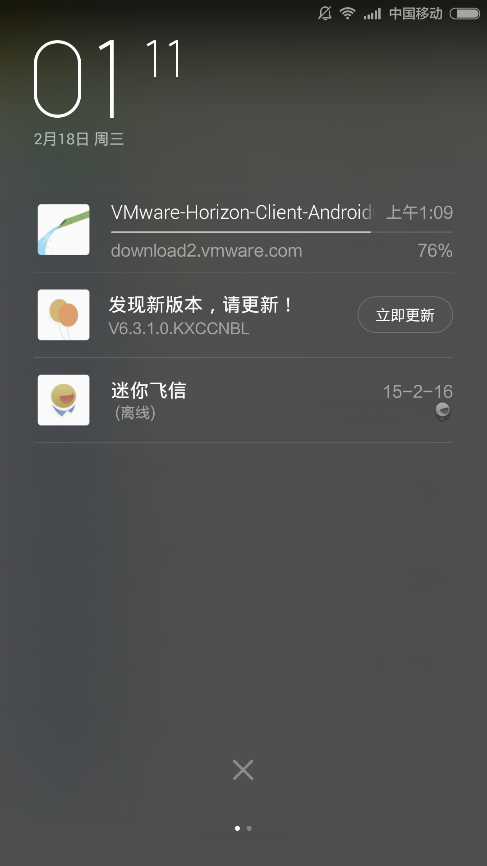 中国移动
01 11
2月18日 周三
VMware-Horizon-Client-Android 上午1:09
download2.vmware.com 76%
发现新版本，请更新！
V6.3.1.0.KXCCNBL
立即更新
迷你飞信 15-2-16
(离线)